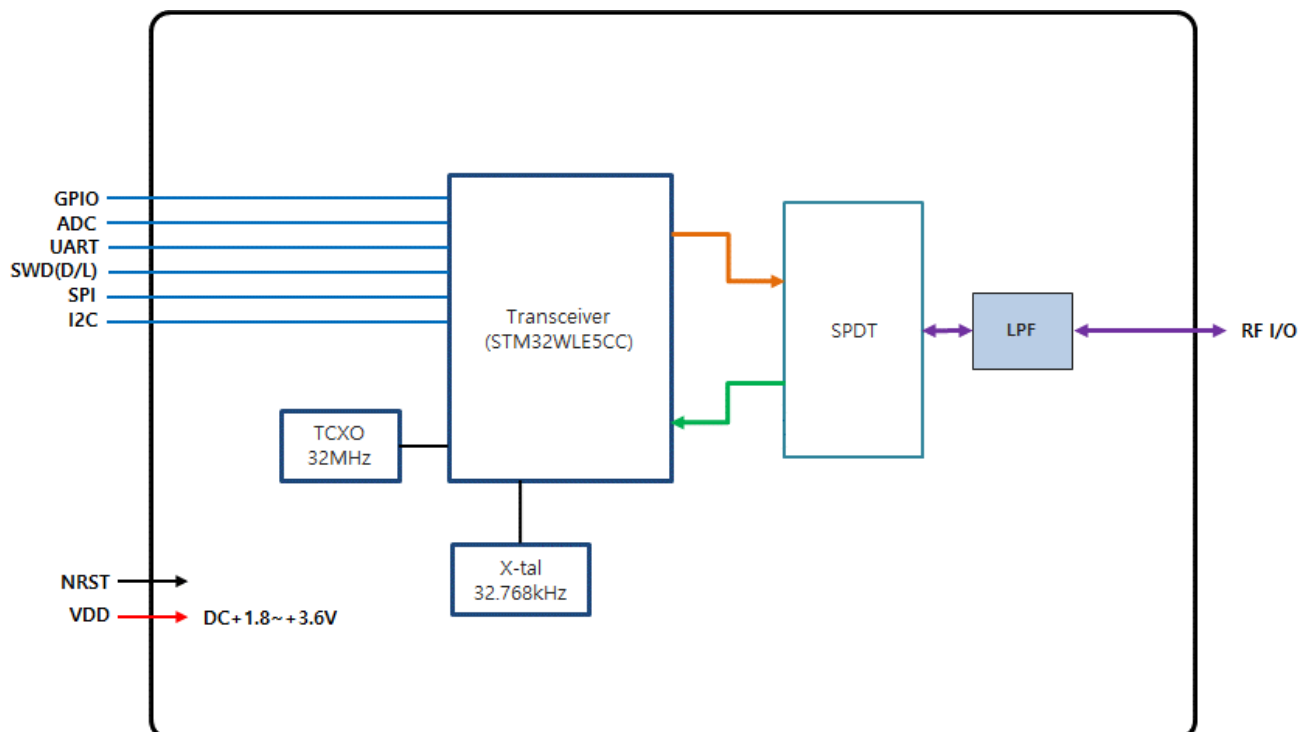 GPIO
ADC
UART
SWD(D/L)
SPI
I2C
Transceiver
(STM32WLE5CC)
SPDT
LPF
RF I/O
TCXO
32MHz
X-tal
32.768kHz
NRST
VDD
DC+1.8~+3.6V